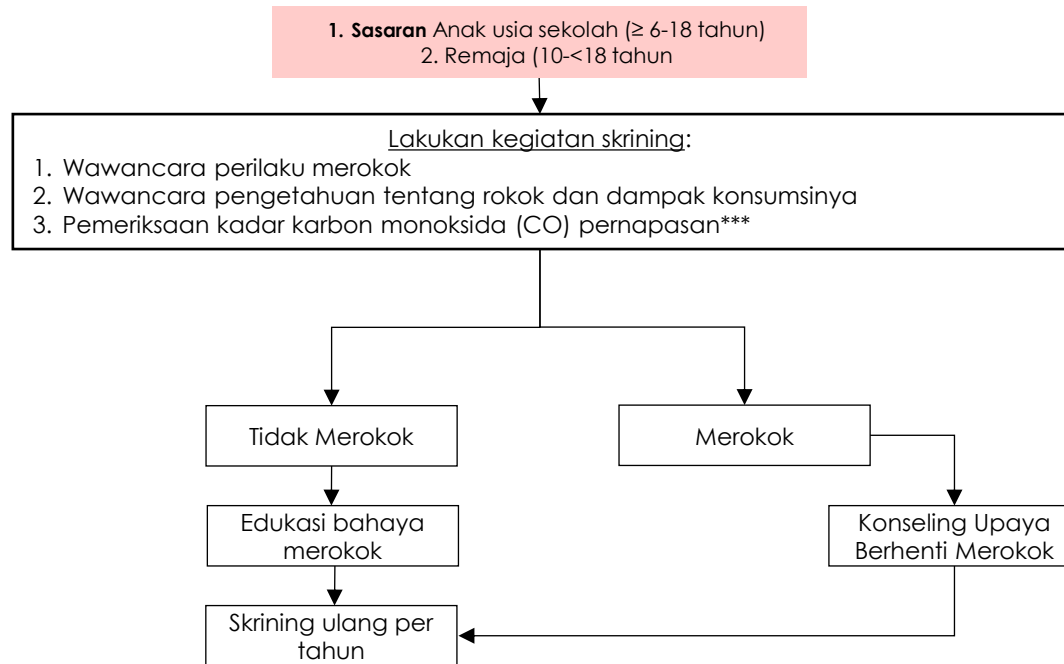 1. Sasaran Anak usia sekolah (≥ 6-18 tahun)
2. Remaja (10-<18 tahun
Lakukan kegiatan skrining:
1. Wawancara perilaku merokok
2. Wawancara pengetahuan tentang rokok dan dampak konsumsinya
3. Pemeriksaan kadar karbon monoksida (CO) pernapasan***
Tidak Merokok
Merokok
Edukasi bahaya
merokok
Konseling Upaya
Berhenti Merokok
Skrining ulang per
tahun